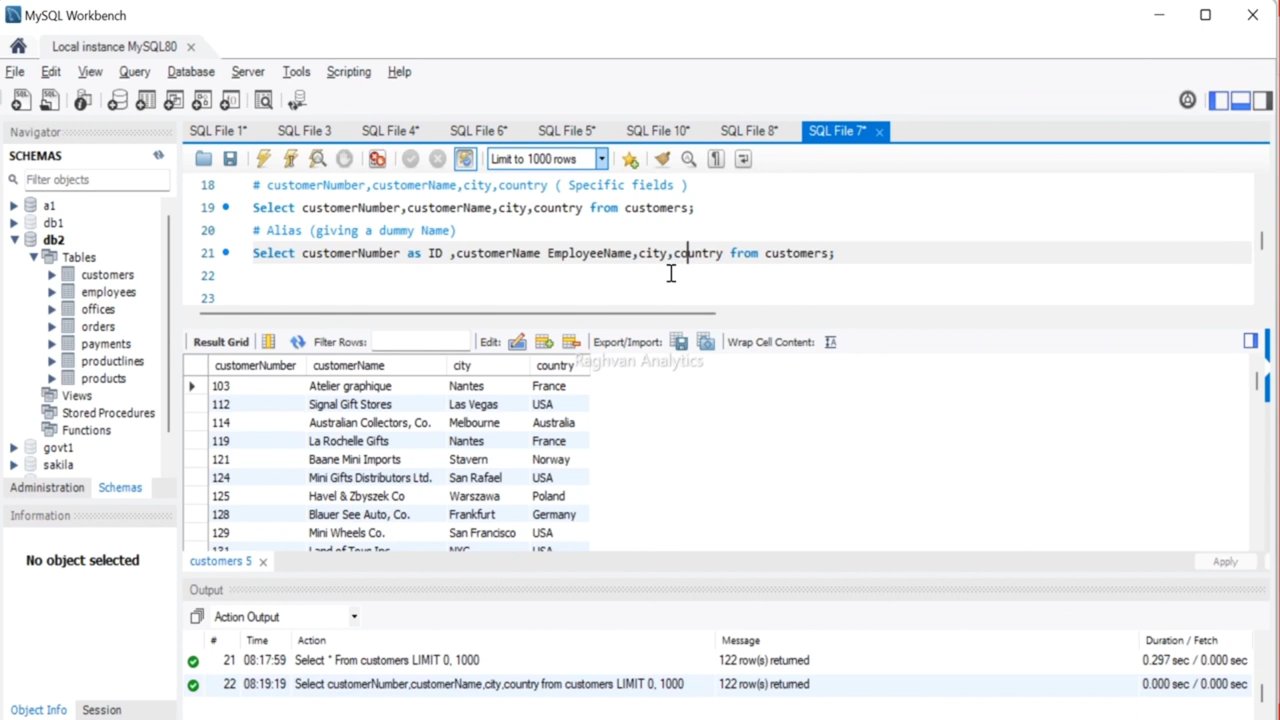 MySQL Workbench
Local instance MySQL80
File Edit View Query Database Server Tools Scripting Help
Navigator
SCHEMAS
Filter objects
a1
db1
db2
Tables
customers
employees
offices
orders
payments
productlines
products
Views
Stored Procedures
Functions
govt1
sakila
Administration Schemas
Information
No object selected
Object Info Session
SQL File 1* SQL File 3 SQL File 4* SQL File 6* SQL File 5* SQL File 10* SQL File 8* SQL File 7*
Limit to 1000 rows
18 # customerNumber,customerName,city,country ( Specific fields )
19 Select customerNumber,customerName,city,country from customers;
20 # Alias (giving a dummy Name)
21 Select customerNumber as ID ,customerName EmployeeName,city,country from customers;
22
23
Result Grid Filter Rows: Edit: Export/Import: Wrap Cell Content: IA
Raghvan Analytics
customerNumber customerName city country
103 Atelier graphique Nantes France
112 Signal Gift Stores Las Vegas USA
114 Australian Collectors, Co. Melbourne Australia
119 La Rochelle Gifts Nantes France
121 Baane Mini Imports Stavern Norway
124 Mini Gifts Distributors Ltd. San Rafael USA
125 Havel & Zbyszek Co Warszawa Poland
128 Blauer See Auto, Co. Frankfurt Germany
129 Mini Wheels Co. San Francisco USA
131 Land of Toys Inc. NYC USA
customers 5
Apply
Output
Action Output
# Time Action Message Duration / Fetch
21 08:17:59 Select * From customers LIMIT 0, 1000 122 row(s) returned 0.297 sec / 0.000 sec
22 08:19:19 Select customerNumber,customerName,city,country from customers LIMIT 0, 1000 122 row(s) returned 0.000 sec / 0.000 sec